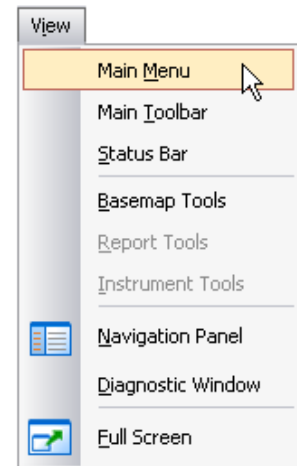 View
Main Menu
Main Toolbar
Status Bar
Basemap Tools
Report Tools
Instrument Tools
Navigation Panel
Diagnostic Window
Full Screen